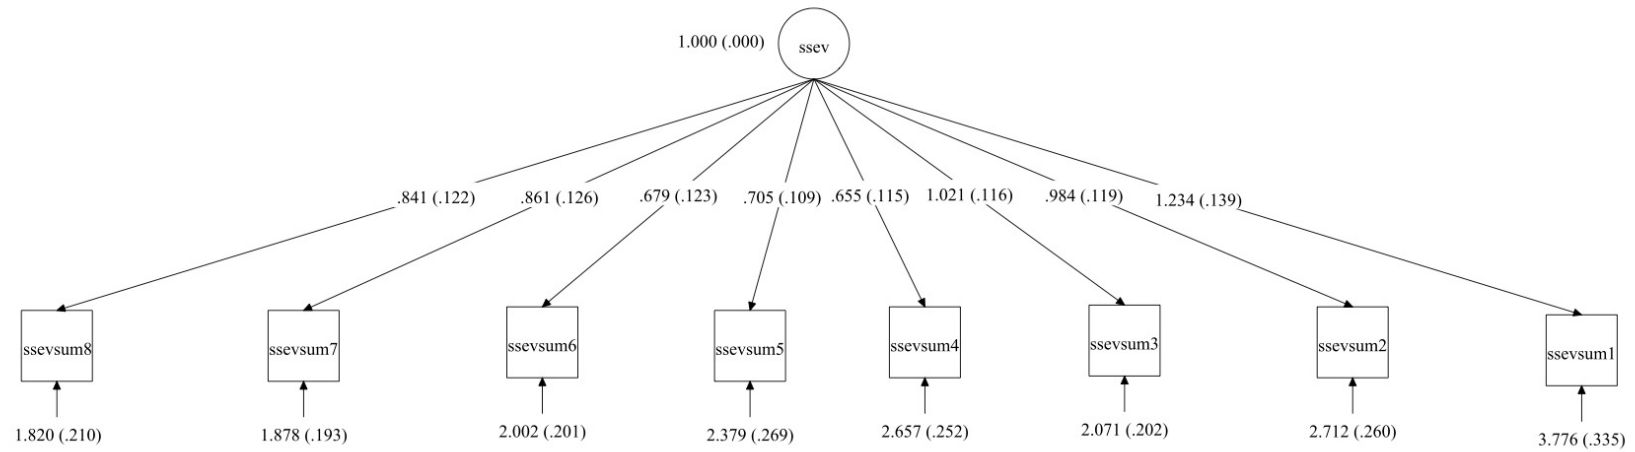 1.000 (.000)
ssev
.841 (.122)
.861 (.126)
.679 (.123)
.705 (.109)
.655 (.115)
1.021 (.116)
.984 (.119)
1.234 (.139)
ssevsum8
ssevsum7
ssevsum6
ssevsum5
ssevsum4
ssevsum3
ssevsum2
ssevsum1
1.820 (.210)
1.878 (.193)
2.002 (.201)
2.379 (.269)
2.657 (.252)
2.071 (.202)
2.712 (.260)
3.776 (.335)